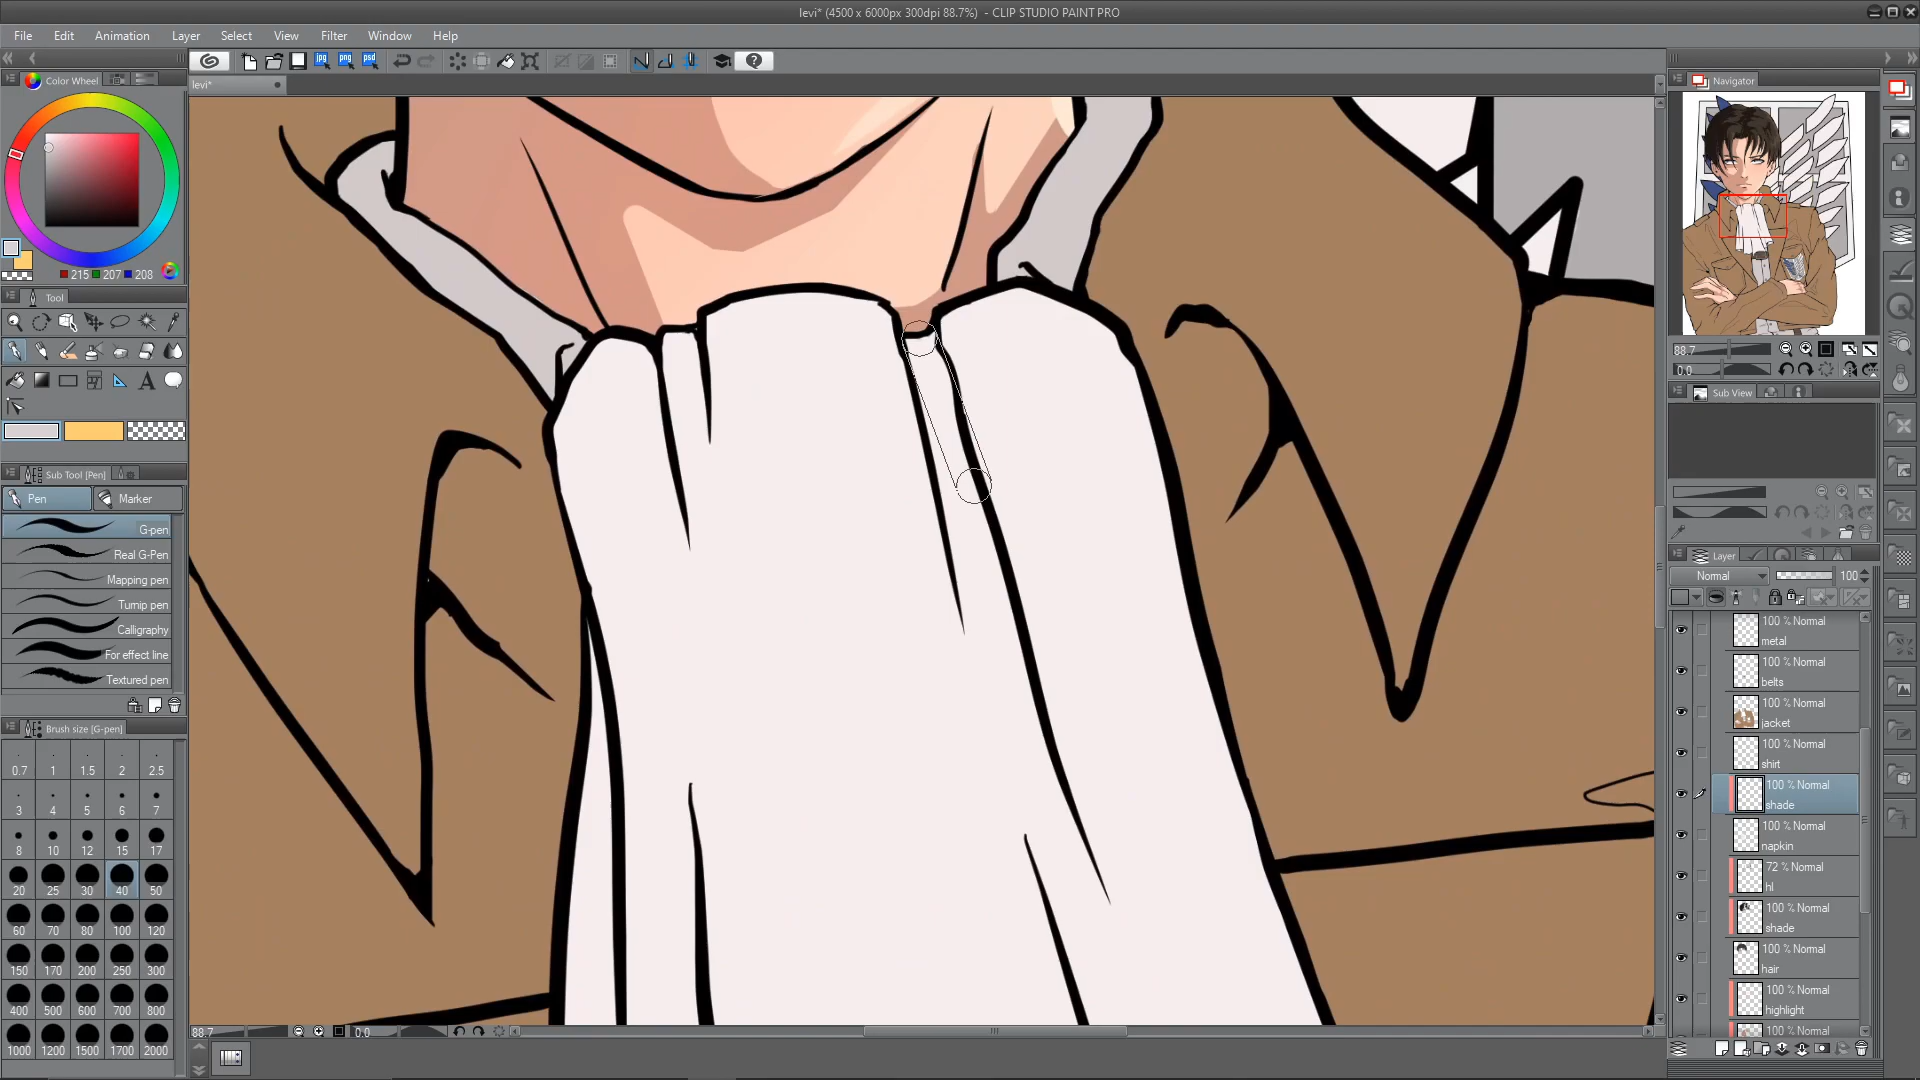 levi* (4500 x 6000px 300dpi 88.7%) - CLIP STUDIO PAINT PRO
File Edit Animation Layer Select View Filter Window Help
jpg png psd ?
levi*
Color Wheel
215 207 208
Tool
A
Sub Tool [Pen]
Pen Marker
G-pen
Real G-Pen
Mapping pen
Turnip pen
Calligraphy
For effect line
Textured pen
Brush size [G-pen]
0.7 1 1.5 2 2.5
3 4 5 6 7
8 10 12 15 17
20 25 30 40 50
60 70 80 100 120
150 170 200 250 300
400 500 600 700 800
1000 1200 1500 1700 2000
88.7 0.0
Navigator
88.7
0.0
Sub View
Layer
Normal 100
100 % Normal
metal
100 % Normal
belts
100 % Normal
jacket
100 % Normal
shirt
100 % Normal
shade
100 % Normal
napkin
72 % Normal
hl
100 % Normal
shade
100 % Normal
hair
100 % Normal
highlight
100 % Normal